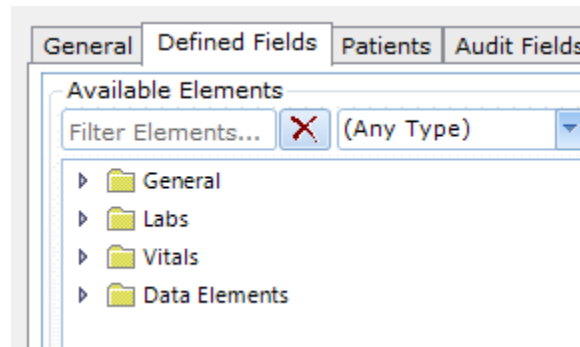 General Defined Fields Patients Audit Fields
Available Elements
Filter Elements... (Any Type)
General
Labs
Vitals
Data Elements